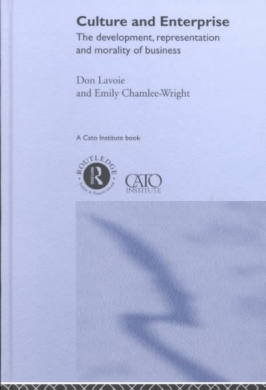 Culture and Enterprise
The development, representation
and morality of business
Don Lavoie
and Emily Chamlee-Wright
A Cato Institute book
ROUTLEDGE
R
CATO
INSTITUTE